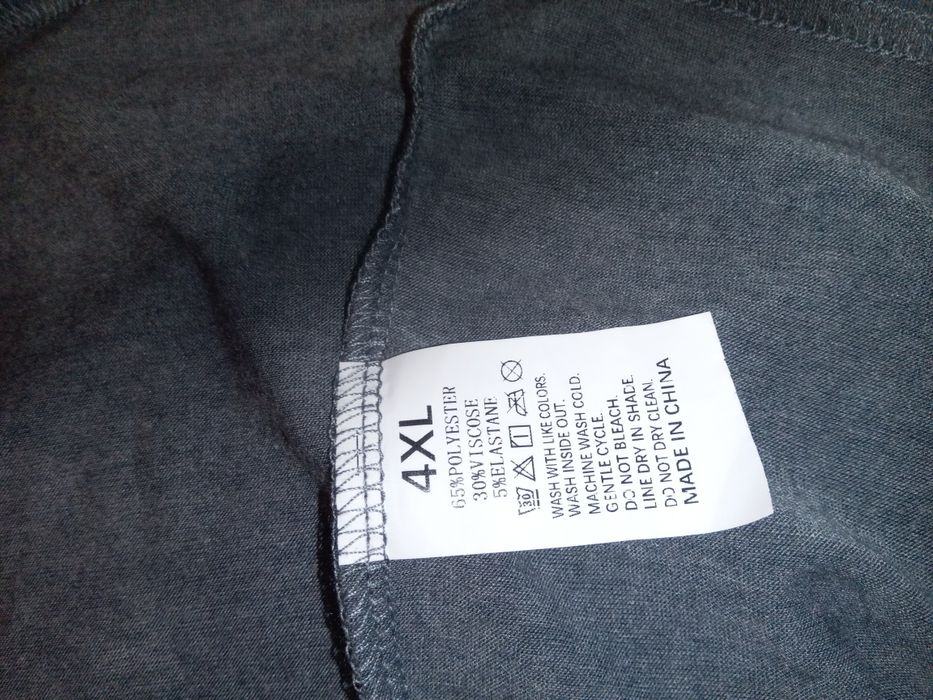 4XL
65%POLYESTER
30%VISCOSE
5%ELASTANE
30
WASH WITH LIKE COLORS.
WASH INSIDE OUT.
MACHINE WASH COLD.
GENTLE CYCLE.
DO NOT BLEACH.
LINE DRY IN SHADE.
DO NOT DRY CLEAN.
MADE IN CHINA